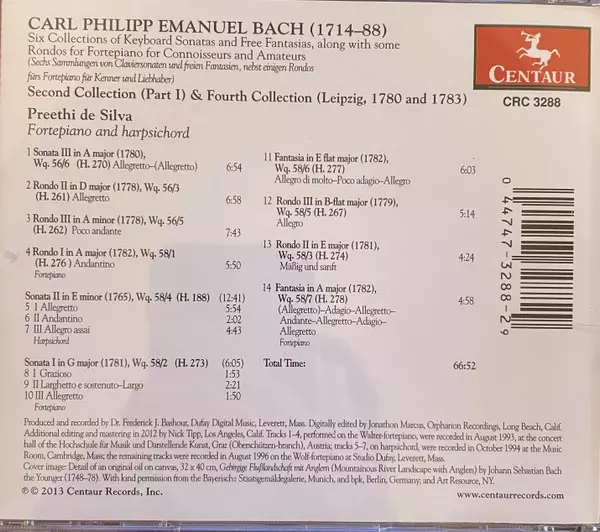 CARL PHILIPP EMANUEL BACH (1714–88)
Six Collections of Keyboard Sonatas and Free Fantasias, along with some
Rondos for Fortepiano for Connoisseurs and Amateurs
(Sechs Sammlungen von Claviersonaten und freien Fantasien, nebst einigen Rondos
fürs Fortepiano für Kenner und Liebhaber)
Second Collection (Part I) & Fourth Collection (Leipzig, 1780 and 1783)
CENTAUR
CRC 3288
Preethi de Silva
Fortepiano and harpsichord
1 Sonata III in A major (1780),
Wq. 56/6 (H. 270) Allegretto–(Allegretto) 6:54
2 Rondo II in D major (1778), Wq. 56/3
(H. 261) Allegretto 6:58
3 Rondo III in A minor (1778), Wq. 56/5
(H. 262) Poco andante 7:43
4 Rondo I in A major (1782), Wq. 58/1
(H. 276) Andantino 5:50
Fortepiano
Sonata II in E minor (1765), Wq. 58/4 (H. 188) (12:41)
5 I Allegretto 5:54
6 II Andantino 2:02
7 III Allegro assai 4:43
Harpsichord
Sonata I in G major (1781), Wq. 58/2 (H. 273) (6:05)
8 I Grazioso 1:53
9 II Larghetto e sostenuto–Largo 2:21
10 III Allegretto 1:50
Fortepiano
11 Fantasia in E flat major (1782),
Wq. 58/6 (H. 277) 6:03
Allegro di molto–Poco adagio–Allegro
12 Rondo III in B-flat major (1779),
Wq. 58/5 (H. 267) 5:14
Allegro
13 Rondo II in E major (1781),
Wq. 58/3 (H. 274) 4:24
Mäßig und sanft
14 Fantasia in A major (1782),
Wq. 58/7 (H. 278) 4:58
(Allegretto)–Adagio–Allegretto–
Andante–Allegretto–Adagio–
Allegretto
Fortepiano
Total Time: 66:52
0 44747-3288-2 9
Produced and recorded by Dr. Frederick J. Bashour, Dufay Digital Music, Leverett, Mass. Digitally edited by Jonathon Marcus, Orpharion Recordings, Long Beach, Calif.
Additional editing and mastering in 2012 by Nick Tipp, Los Angeles, Calif. Tracks 1–4, performed on the Walter-fortepiano, were recorded in August 1993, at the concert
hall of the Hochschule für Musik und Darstellende Kunst, Graz (Oberschützen-branch), Austria; tracks 5–7, on harpsichord, were recorded in October 1994 at the Music
Room, Cambridge, Mass; the remaining tracks were recorded in August 1996 on the Wolf-fortepiano at Studio Dufay, Leverett, Mass.
Cover image: Detail of an original oil on canvas, 32 x 40 cm, Gebirgige Flußlandschaft mit Anglern (Mountainous River Landscape with Anglers) by Johann Sebastian Bach
the Younger (1748–78). With kind permission from the Bayerische Staatsgemäldegalerie, Munich, and bpk, Berlin, Germany; and Art Resource, NY.
℗ © 2013 Centaur Records, Inc.
www.centaurrecords.com